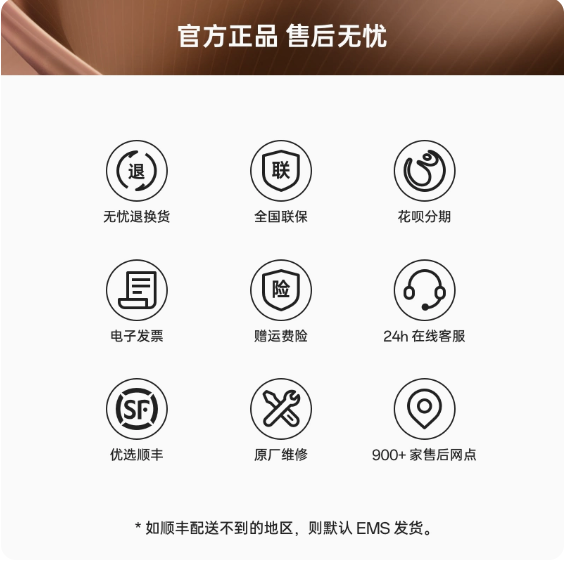 官方正品 售后无忧
退
联
无忧退换货
全国联保
花呗分期
险
电子发票
赠运费险
24h 在线客服
SF
优选顺丰
原厂维修
900+ 家售后网点
* 如顺丰配送不到的地区，则默认 EMS 发货。